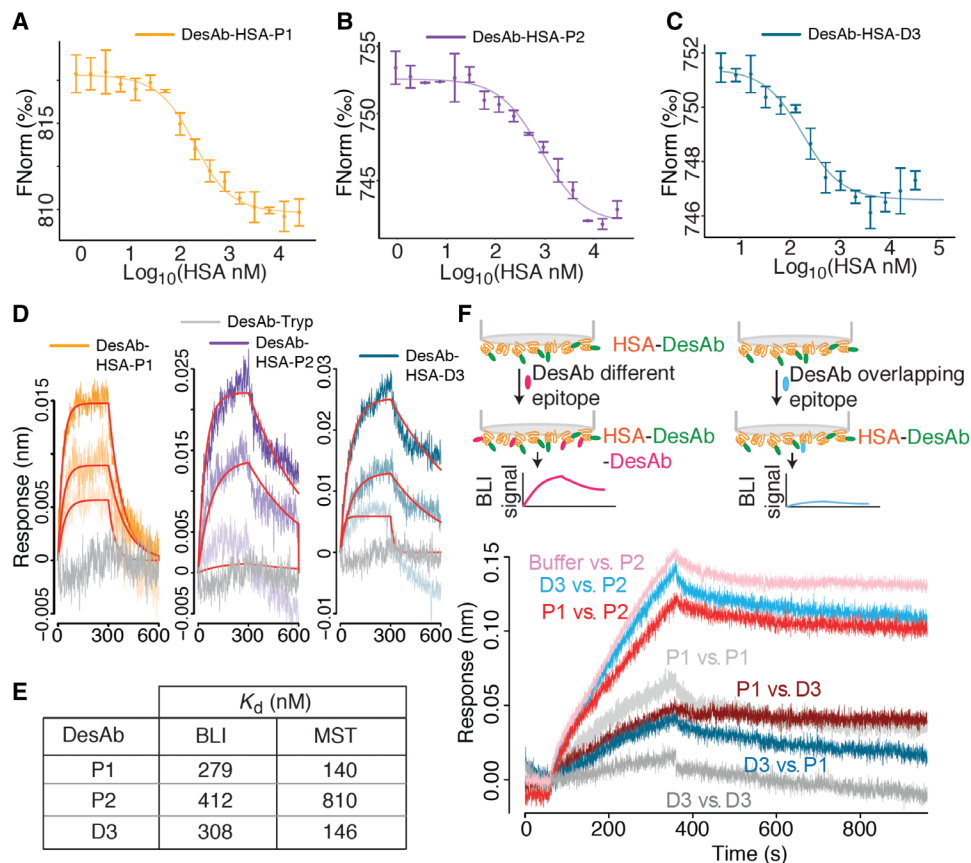 A
DesAb-HSA-P1
FNorm (‰)
815
810
0 1 2 3 4
Log10(HSA nM)
B
DesAb-HSA-P2
FNorm (‰)
755
750
745
0 1 2 3 4
Log10(HSA nM)
C
DesAb-HSA-D3
FNorm (‰)
752
750
748
746
1 2 3 4 5
Log10(HSA nM)
D
DesAb-
HSA-P1
DesAb-Tryp
DesAb-
HSA-P2
DesAb-
HSA-D3
Response (nm)
0.015
0.005
0
−0.005
0 300 600
0.025
0.015
0.005
0
−0.005
0 300 600
0.03
0.02
0.01
0
−0.01
0 300 600
E
Kd (nM)
DesAb BLI MST
P1 279 140
P2 412 810
D3 308 146
F
HSA-DesAb
DesAb different
epitope
HSA-DesAb
-DesAb
BLI
signal
DesAb overlapping
epitope
HSA-DesAb
BLI
signal
Response (nm)
0.15
0.10
0.05
0.00
Buffer vs. P2
D3 vs. P2
P1 vs. P2
P1 vs. P1
P1 vs. D3
D3 vs. P1
D3 vs. D3
0 200 400 600 800
Time (s)